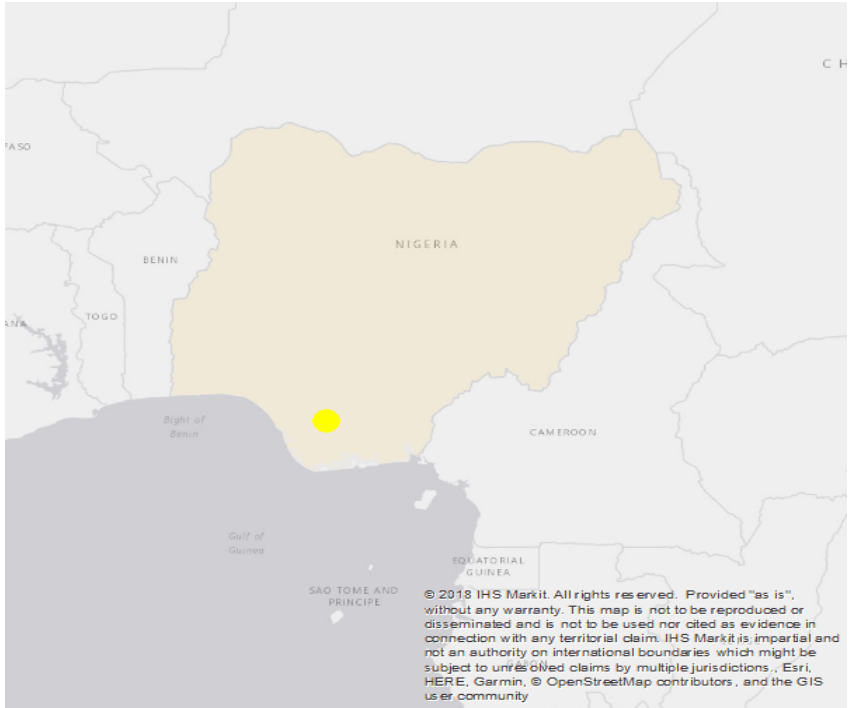 C H
FASO
NIGERIA
BENIN
TOGO
ANA
Bight of
Benin
CAMEROON
Gulf of
Guinea
EQUATORIAL
GUINEA
SAO TOME AND
PRINCIPE
GABON
© 2018 IHS Markit. All rights reserved. Provided "as is",
without any warranty. This map is not to be reproduced or
disseminated and is not to be used nor cited as evidence in
connection with any territorial claim. IHS Markit is impartial and
not an authority on international boundaries which might be
subject to unresolved claims by multiple jurisdictions., Esri,
HERE, Garmin, © OpenStreetMap contributors, and the GIS
user community